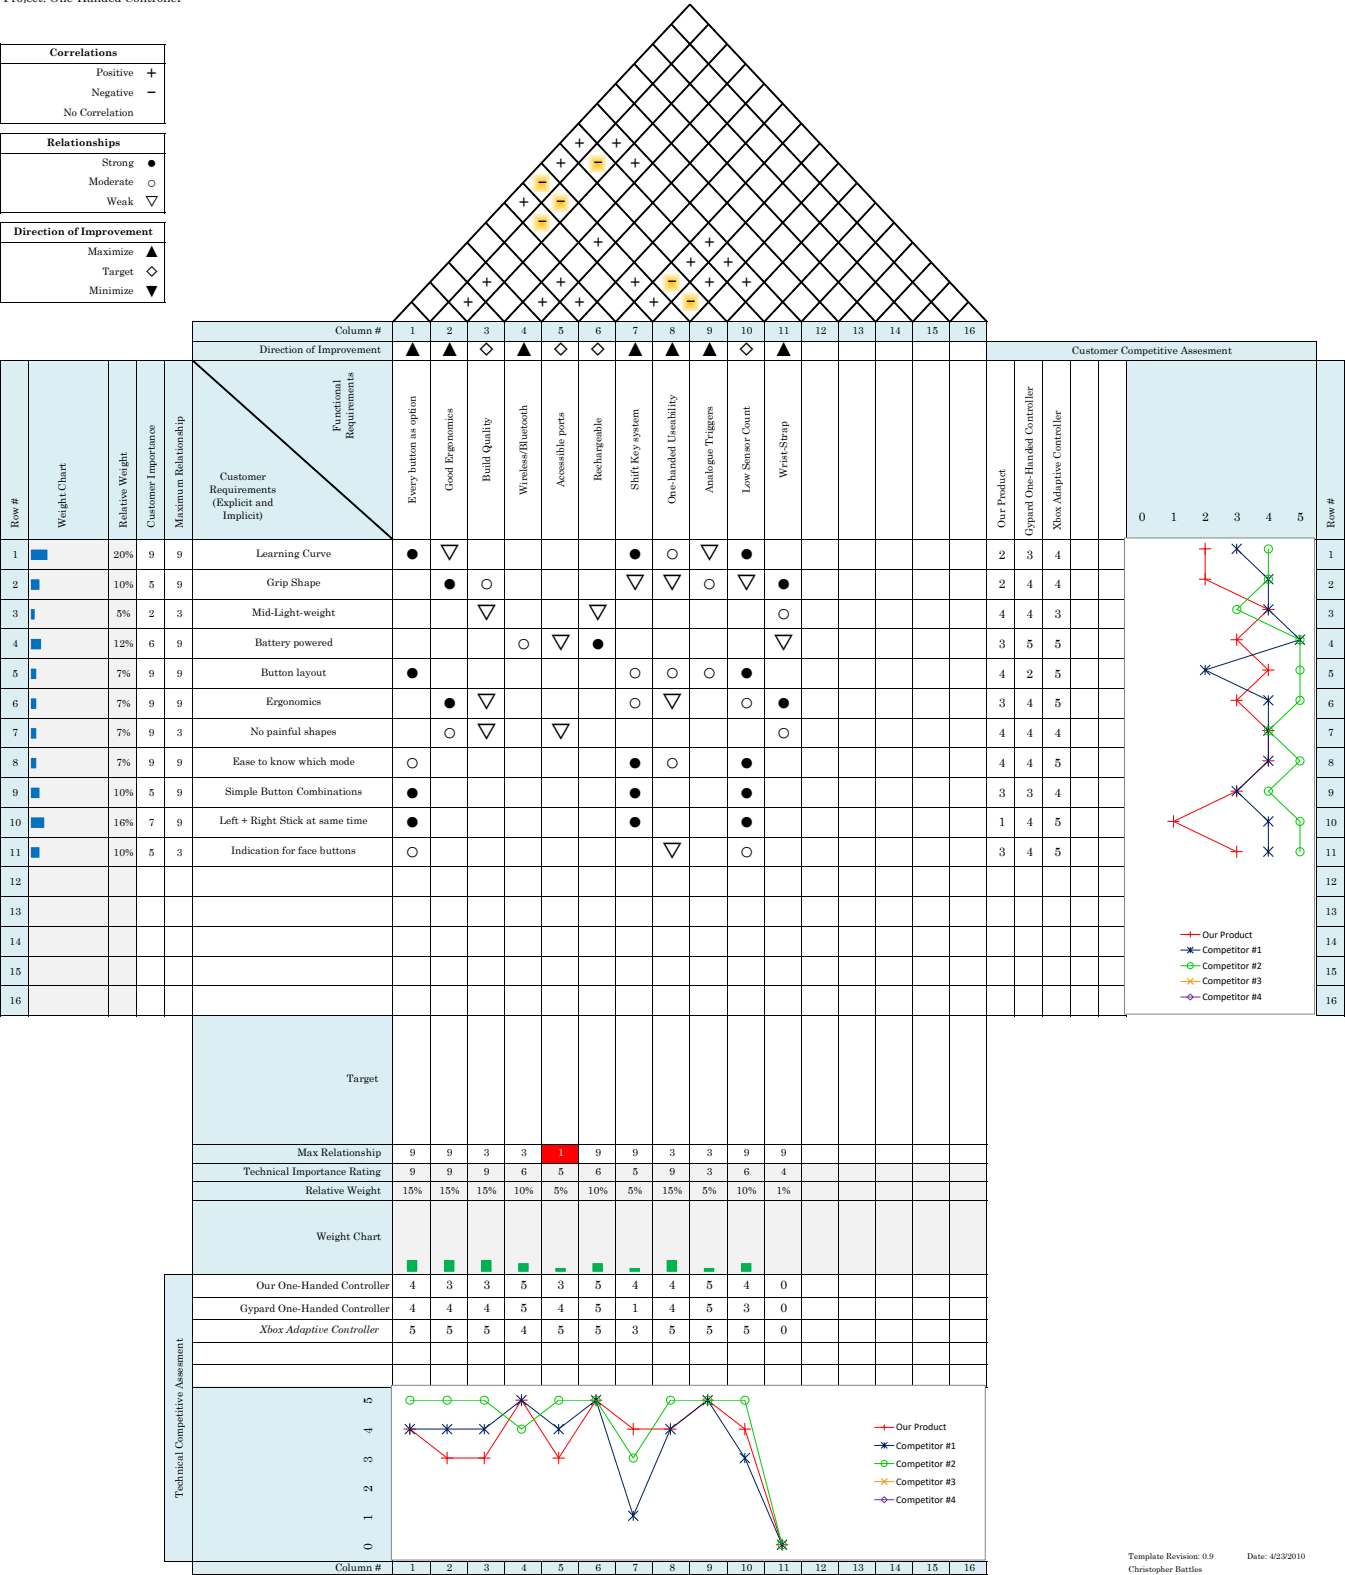 Project: One-Handed Controller
Correlations
Positive +
Negative −
No Correlation
Relationships
Strong ●
Moderate ○
Weak ▽
Direction of Improvement
Maximize ▲
Target ◇
Minimize ▼
Column # 1 2 3 4 5 6 7 8 9 10 11 12 13 14 15 16
Direction of Improvement ▲ ▲ ◇ ▲ ◇ ◇ ▲ ▲ ▲ ◇ ▲
Customer Competitive Assesment
Row #
Weight Chart
Relative Weight
Customer Importance
Maximum Relationship
Functional
Requirements
Customer
Requirements
(Explicit and
Implicit)
Every button as option
Good Ergonomics
Build Quality
Wireless/Bluetooth
Accessible ports
Rechargeable
Shift Key system
One-handed Useability
Analogue Triggers
Low Sensor Count
Wrist-Strap
Our Product
Gypard One-Handed Controller
Xbox Adaptive Controller
0 1 2 3 4 5
Row #
1 20% 9 9 Learning Curve ● ▽ ● ○ ▽ ● 2 3 4 1
2 10% 5 9 Grip Shape ● ○ ▽ ▽ ○ ▽ ● 2 4 4 2
3 5% 2 3 Mid-Light-weight ▽ ▽ ○ 4 4 3 3
4 12% 6 9 Battery powered ○ ▽ ● ▽ 3 5 5 4
5 7% 9 9 Button layout ● ○ ○ ○ ● 4 2 5 5
6 7% 9 9 Ergonomics ● ▽ ○ ▽ ○ ● 3 4 5 6
7 7% 9 3 No painful shapes ○ ▽ ▽ ○ 4 4 4 7
8 7% 9 9 Ease to know which mode ○ ● ○ ● 4 4 5 8
9 10% 5 9 Simple Button Combinations ● ● ● 3 3 4 9
10 16% 7 9 Left + Right Stick at same time ● ● ● 1 4 5 10
11 10% 5 3 Indication for face buttons ○ ▽ ○ 3 4 5 11
12 12
13 13
14 14
15 15
16 16
Our Product
Competitor #1
Competitor #2
Competitor #3
Competitor #4
Target
Max Relationship 9 9 3 3 1 9 9 3 3 9 9
Technical Importance Rating 9 9 9 6 5 6 5 9 3 6 4
Relative Weight 15% 15% 15% 10% 5% 10% 5% 15% 5% 10% 1%
Weight Chart
Technical Competitive Assesment
Our One-Handed Controller 4 3 3 5 3 5 4 4 5 4 0
Gypard One-Handed Controller 4 4 4 5 4 5 1 4 5 3 0
Xbox Adaptive Controller 5 5 5 4 5 5 3 5 5 5 0
5
4
3
2
1
0
Our Product
Competitor #1
Competitor #2
Competitor #3
Competitor #4
Column # 1 2 3 4 5 6 7 8 9 10 11 12 13 14 15 16
Template Revision: 0.9 Date: 4/23/2010
Christopher Battles